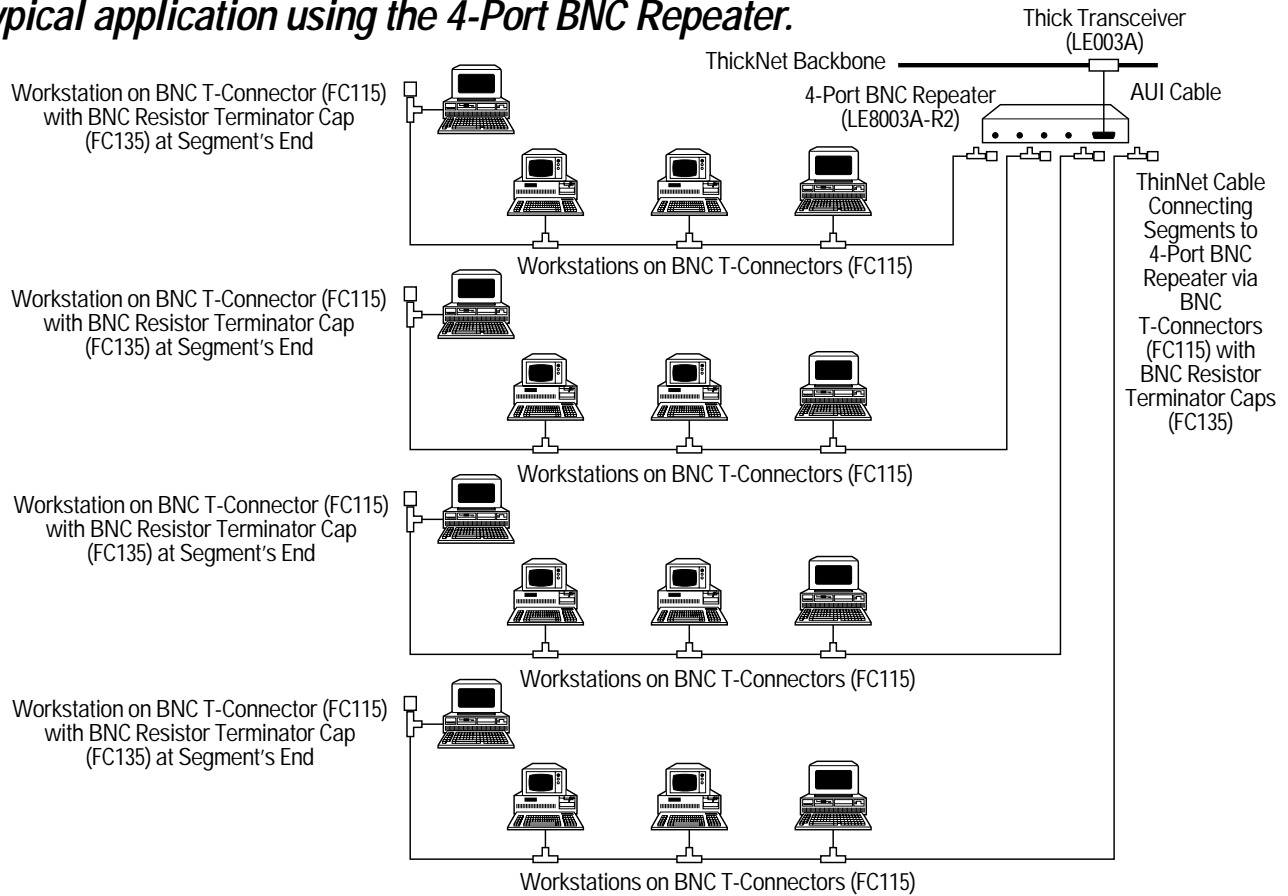 ypical application using the 4-Port BNC Repeater.
Thick Transceiver
(LE003A)
ThickNet Backbone
AUI Cable
4-Port BNC Repeater
(LE8003A-R2)
Workstation on BNC T-Connector (FC115)
with BNC Resistor Terminator Cap
(FC135) at Segment's End
Workstations on BNC T-Connectors (FC115)
ThinNet Cable
Connecting
Segments to
4-Port BNC
Repeater via
BNC
T-Connectors
(FC115) with
BNC Resistor
Terminator Caps
(FC135)
Workstation on BNC T-Connector (FC115)
with BNC Resistor Terminator Cap
(FC135) at Segment's End
Workstations on BNC T-Connectors (FC115)
Workstation on BNC T-Connector (FC115)
with BNC Resistor Terminator Cap
(FC135) at Segment's End
Workstations on BNC T-Connectors (FC115)
Workstation on BNC T-Connector (FC115)
with BNC Resistor Terminator Cap
(FC135) at Segment's End
Workstations on BNC T-Connectors (FC115)